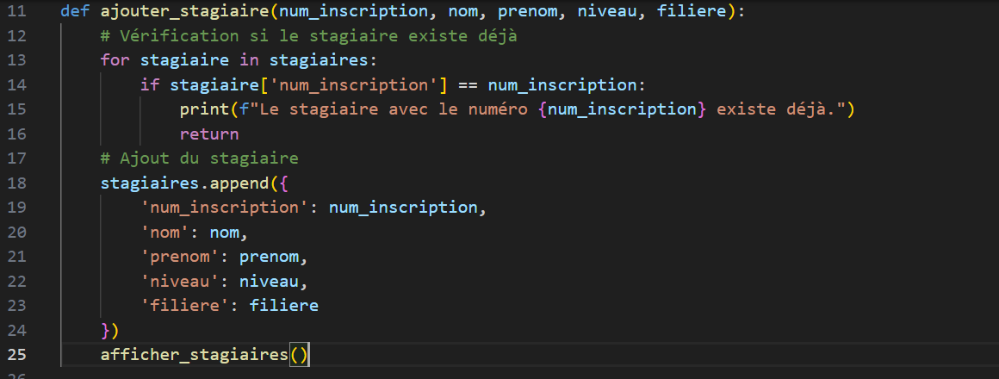 11 def ajouter_stagiaire(num_inscription, nom, prenom, niveau, filiere):
12     # Vérification si le stagiaire existe déjà
13     for stagiaire in stagiaires:
14         if stagiaire['num_inscription'] == num_inscription:
15             print(f"Le stagiaire avec le numéro {num_inscription} existe déjà.")
16             return
17     # Ajout du stagiaire
18     stagiaires.append({
19         'num_inscription': num_inscription,
20         'nom': nom,
21         'prenom': prenom,
22         'niveau': niveau,
23         'filiere': filiere
24     })
25     afficher_stagiaires()
26